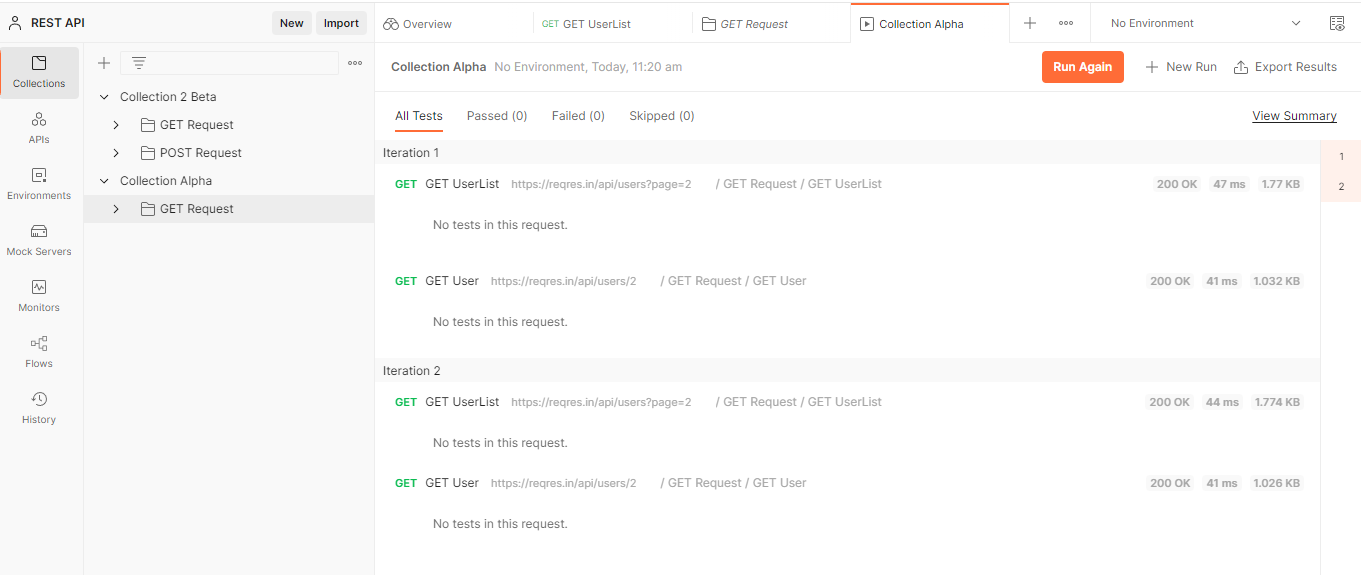 REST API
New
Import
Overview
GET GET UserList
GET Request
Collection Alpha
No Environment
Collections
APIs
Environments
Mock Servers
Monitors
Flows
History
Collection 2 Beta
GET Request
POST Request
Collection Alpha
GET Request
Collection Alpha No Environment, Today, 11:20 am
Run Again
New Run
Export Results
All Tests Passed (0) Failed (0) Skipped (0) View Summary
Iteration 1
GET GET UserList https://reqres.in/api/users?page=2 / GET Request / GET UserList 200 OK 47 ms 1.77 KB
No tests in this request.
GET GET User https://reqres.in/api/users/2 / GET Request / GET User 200 OK 41 ms 1.032 KB
No tests in this request.
Iteration 2
GET GET UserList https://reqres.in/api/users?page=2 / GET Request / GET UserList 200 OK 44 ms 1.774 KB
No tests in this request.
GET GET User https://reqres.in/api/users/2 / GET Request / GET User 200 OK 41 ms 1.026 KB
No tests in this request.
1
2